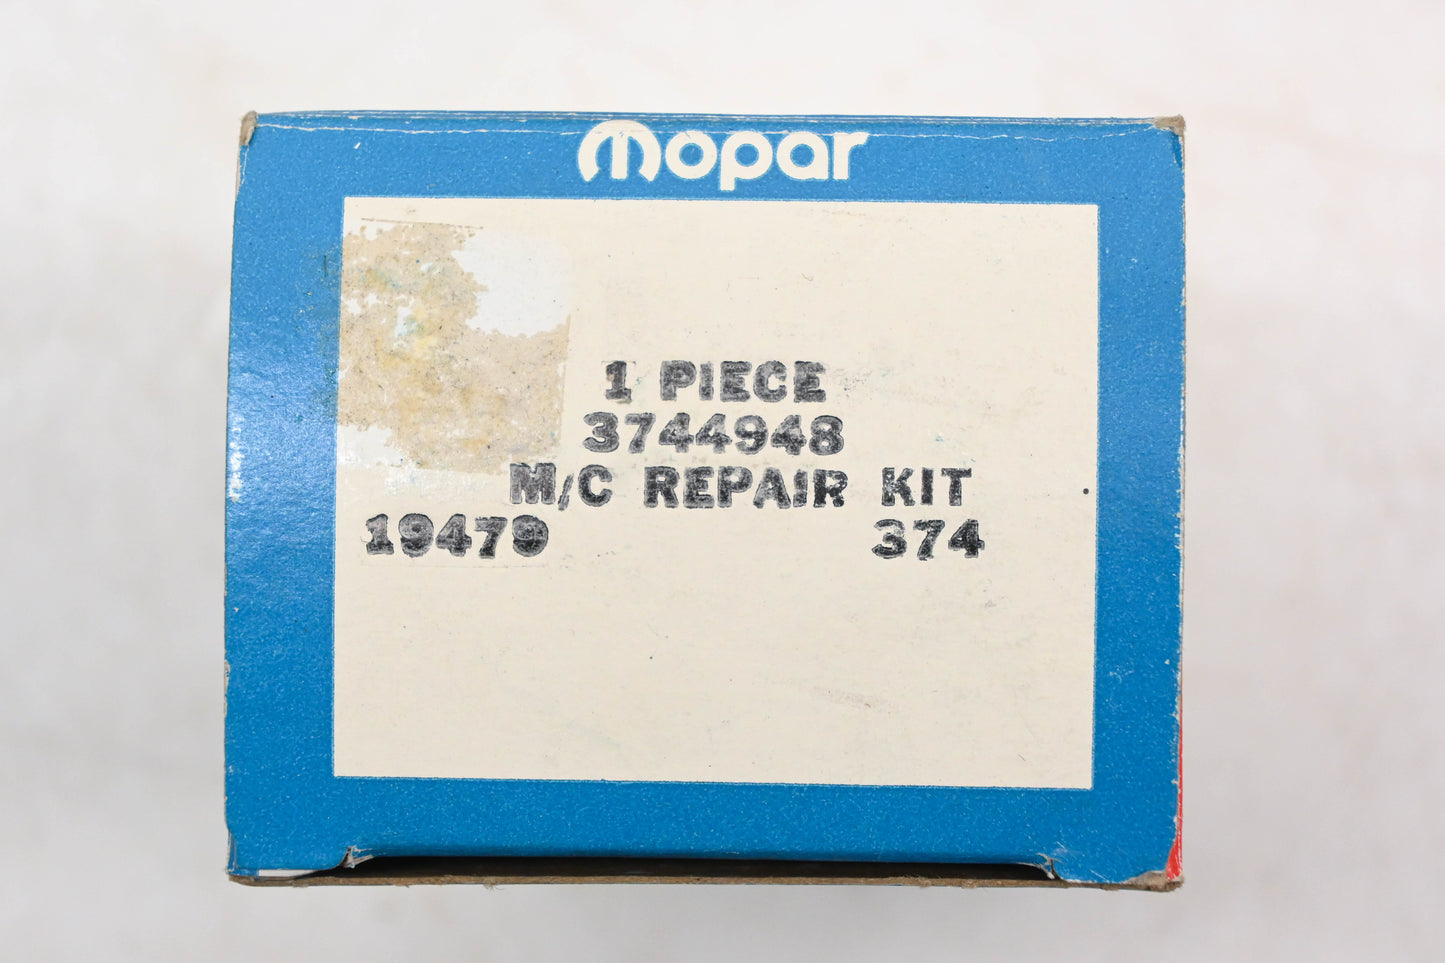 mopar
1 PIECE
3744948
M/C REPAIR KIT
19479 374